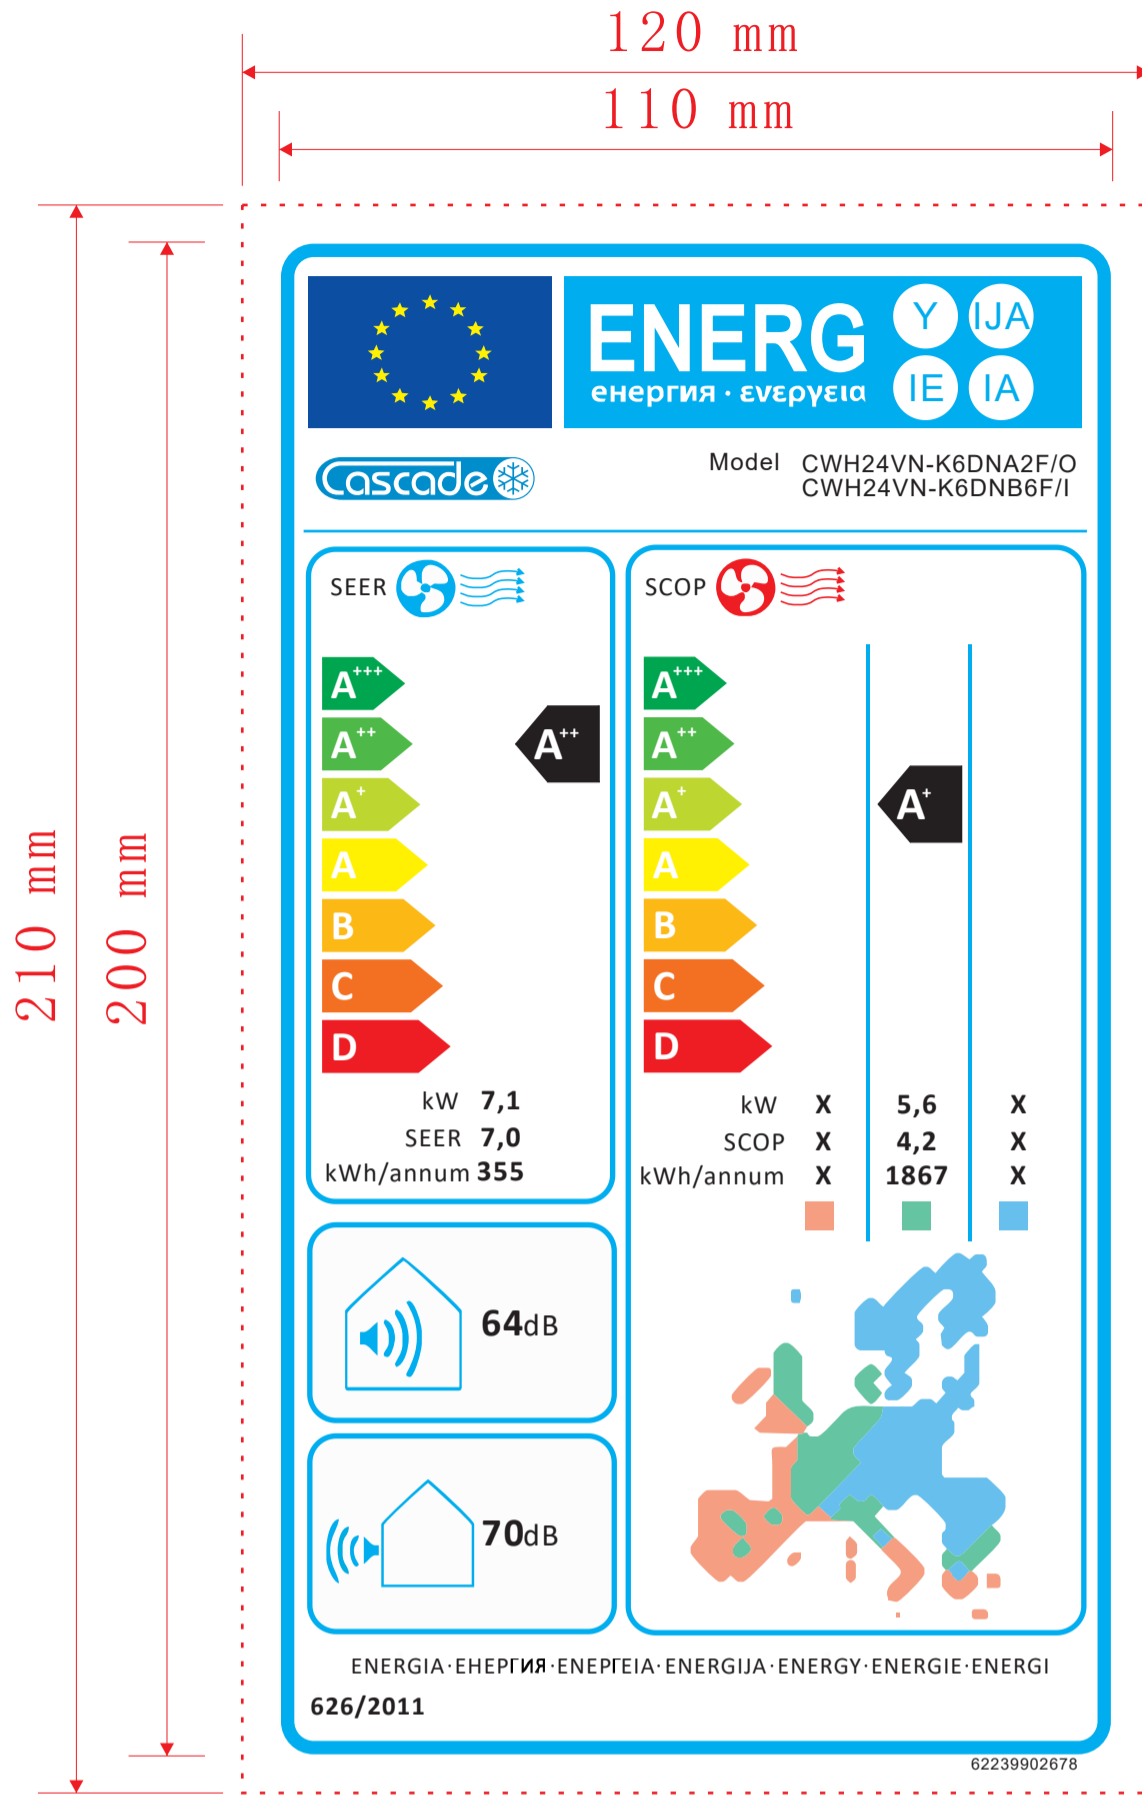 120 mm
110 mm
210 mm
200 mm
ENERG
енергия · ενεργεια
Y IJA
IE IA
Cascade
Model CWH24VN-K6DNA2F/O
CWH24VN-K6DNB6F/I
SEER
A+++
A++
A+
A
B
C
D
A++
kW 7,1
SEER 7,0
kWh/annum 355
SCOP
A+++
A++
A+
A
B
C
D
A+
kW X 5,6 X
SCOP X 4,2 X
kWh/annum X 1867 X
64dB
70dB
ENERGIA·ЕНЕРГИЯ·ΕΝΕΡΓΕΙΑ·ENERGIJA·ENERGY·ENERGIE·ENERGI
626/2011
62239902678